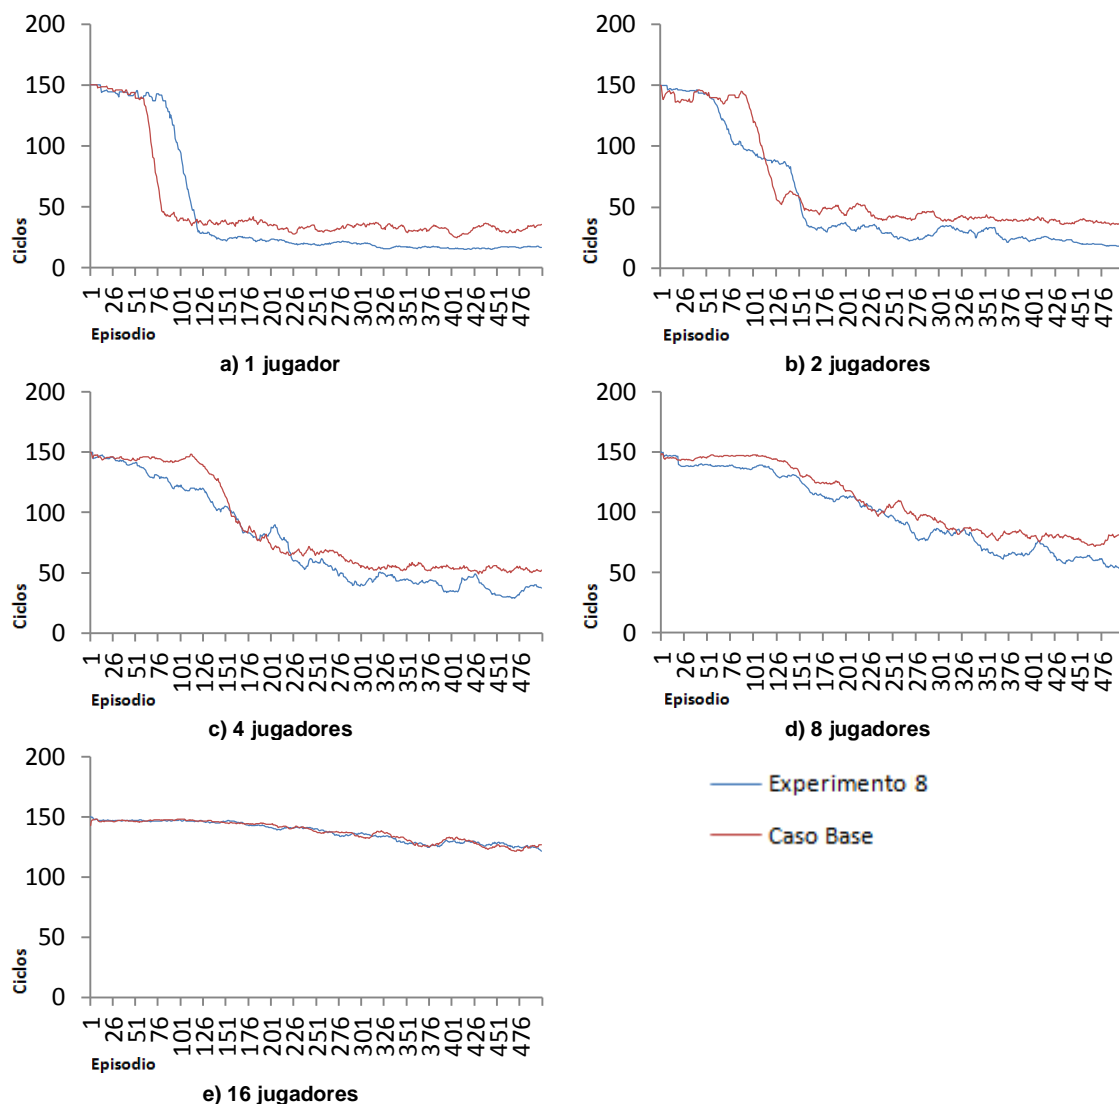 200
150
100
50
0
Ciclos
1 26 51 76 101 126 151 176 201 226 251 276 301 326 351 376 401 426 451 476
Episodio
a) 1 jugador
200
150
100
50
0
Ciclos
1 26 51 76 101 126 151 176 201 226 251 276 301 326 351 376 401 426 451 476
Episodio
b) 2 jugadores
200
150
100
50
0
Ciclos
1 26 51 76 101 126 151 176 201 226 251 276 301 326 351 376 401 426 451 476
Episodio
c) 4 jugadores
200
150
100
50
0
Ciclos
1 26 51 76 101 126 151 176 201 226 251 276 301 326 351 376 401 426 451 476
Episodio
d) 8 jugadores
200
150
100
50
0
Ciclos
1 26 51 76 101 126 151 176 201 226 251 276 301 326 351 376 401 426 451 476
Episodio
e) 16 jugadores
Experimento 8
Caso Base